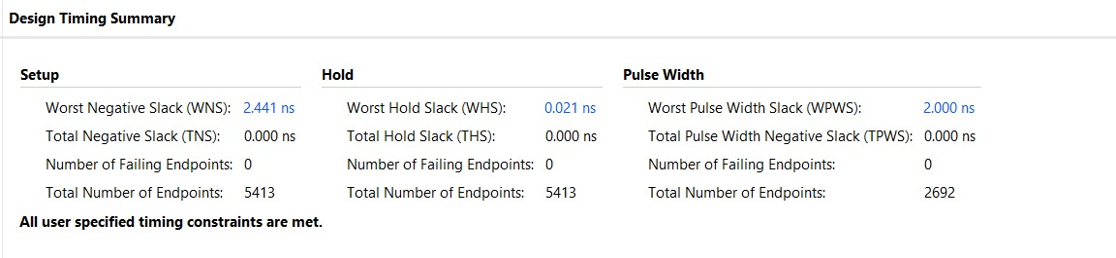 Design Timing Summary
Setup Hold Pulse Width
Worst Negative Slack (WNS): 2.441 ns Worst Hold Slack (WHS): 0.021 ns Worst Pulse Width Slack (WPWS): 2.000 ns
Total Negative Slack (TNS): 0.000 ns Total Hold Slack (THS): 0.000 ns Total Pulse Width Negative Slack (TPWS): 0.000 ns
Number of Failing Endpoints: 0 Number of Failing Endpoints: 0 Number of Failing Endpoints: 0
Total Number of Endpoints: 5413 Total Number of Endpoints: 5413 Total Number of Endpoints: 2692
All user specified timing constraints are met.